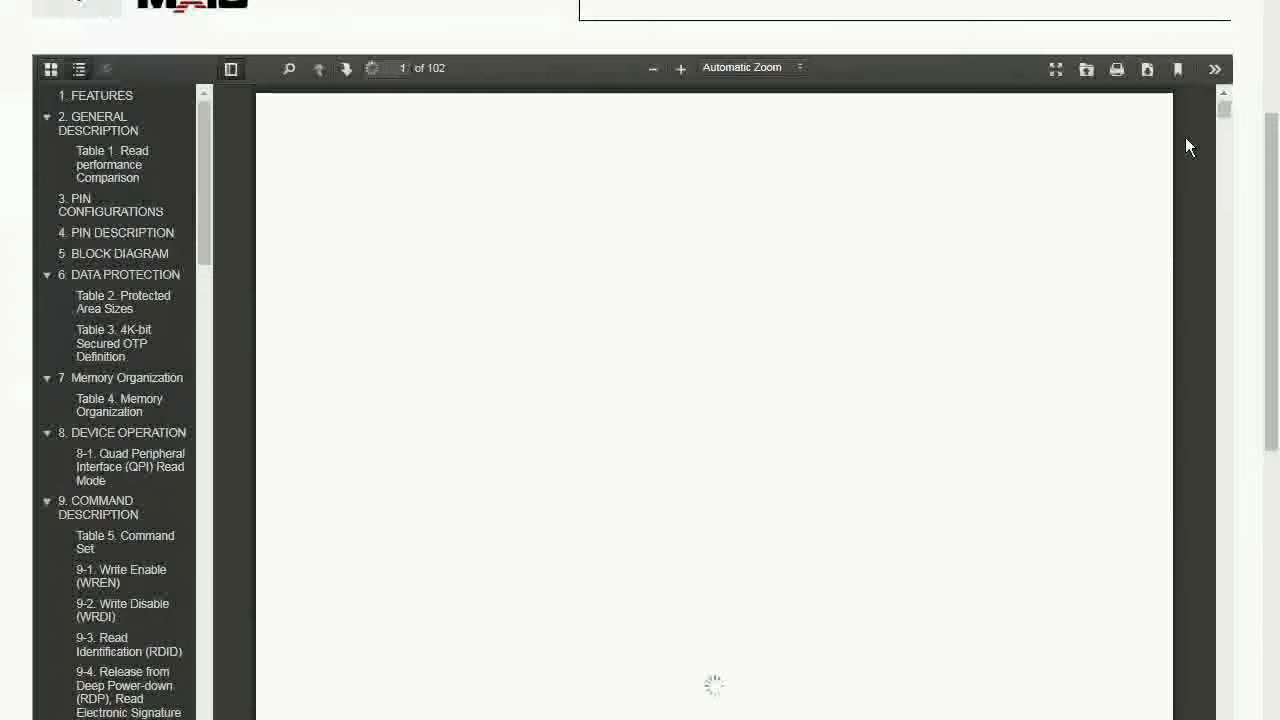 1 of 102
Automatic Zoom
1. FEATURES
2. GENERAL
DESCRIPTION
Table 1. Read
performance
Comparison
3. PIN
CONFIGURATIONS
4. PIN DESCRIPTION
5. BLOCK DIAGRAM
6. DATA PROTECTION
Table 2. Protected
Area Sizes
Table 3. 4K-bit
Secured OTP
Definition
7. Memory Organization
Table 4. Memory
Organization
8. DEVICE OPERATION
8-1. Quad Peripheral
Interface (QPI) Read
Mode
9. COMMAND
DESCRIPTION
Table 5. Command
Set
9-1. Write Enable
(WREN)
9-2. Write Disable
(WRDI)
9-3. Read
Identification (RDID)
9-4. Release from
Deep Power-down
(RDP), Read
Electronic Signature